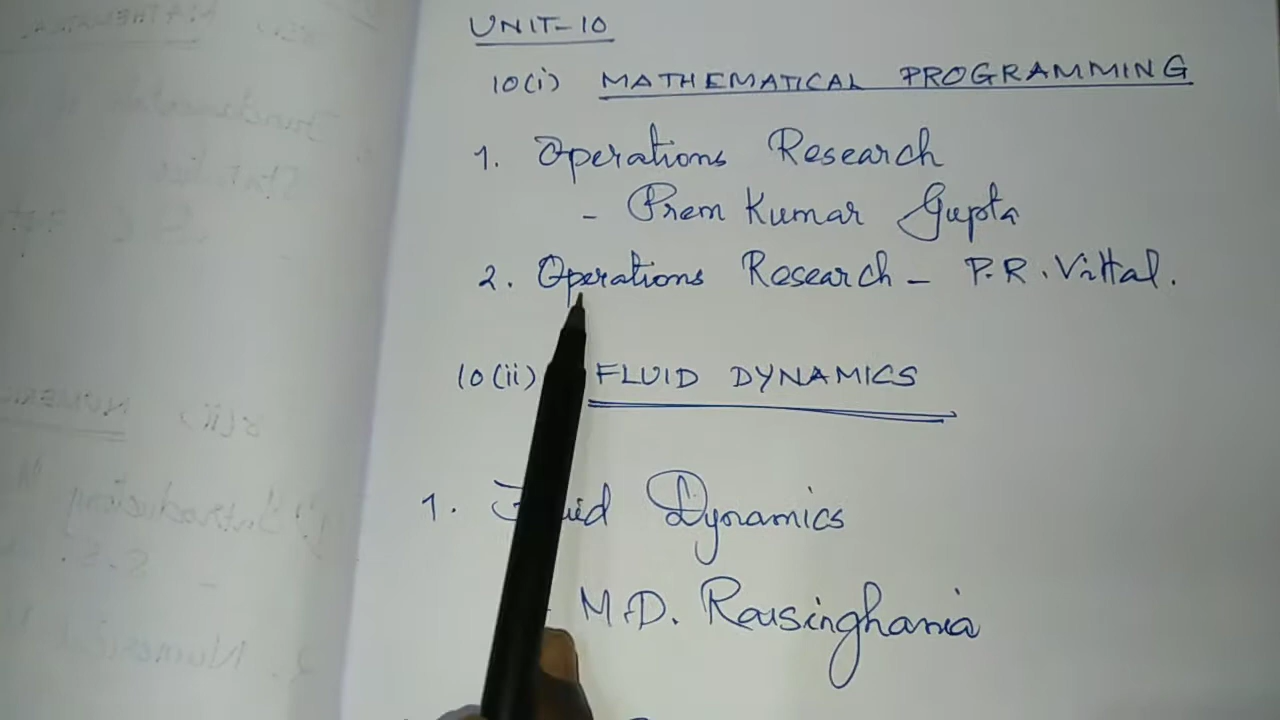 UNIT-10
10(i) MATHEMATICAL PROGRAMMING
1. Operations Research
- Prem Kumar Gupta
2. Operations Research - P.R. Vittal.
10(ii) FLUID DYNAMICS
1. Fluid Dynamics
- M.D. Raisinghania